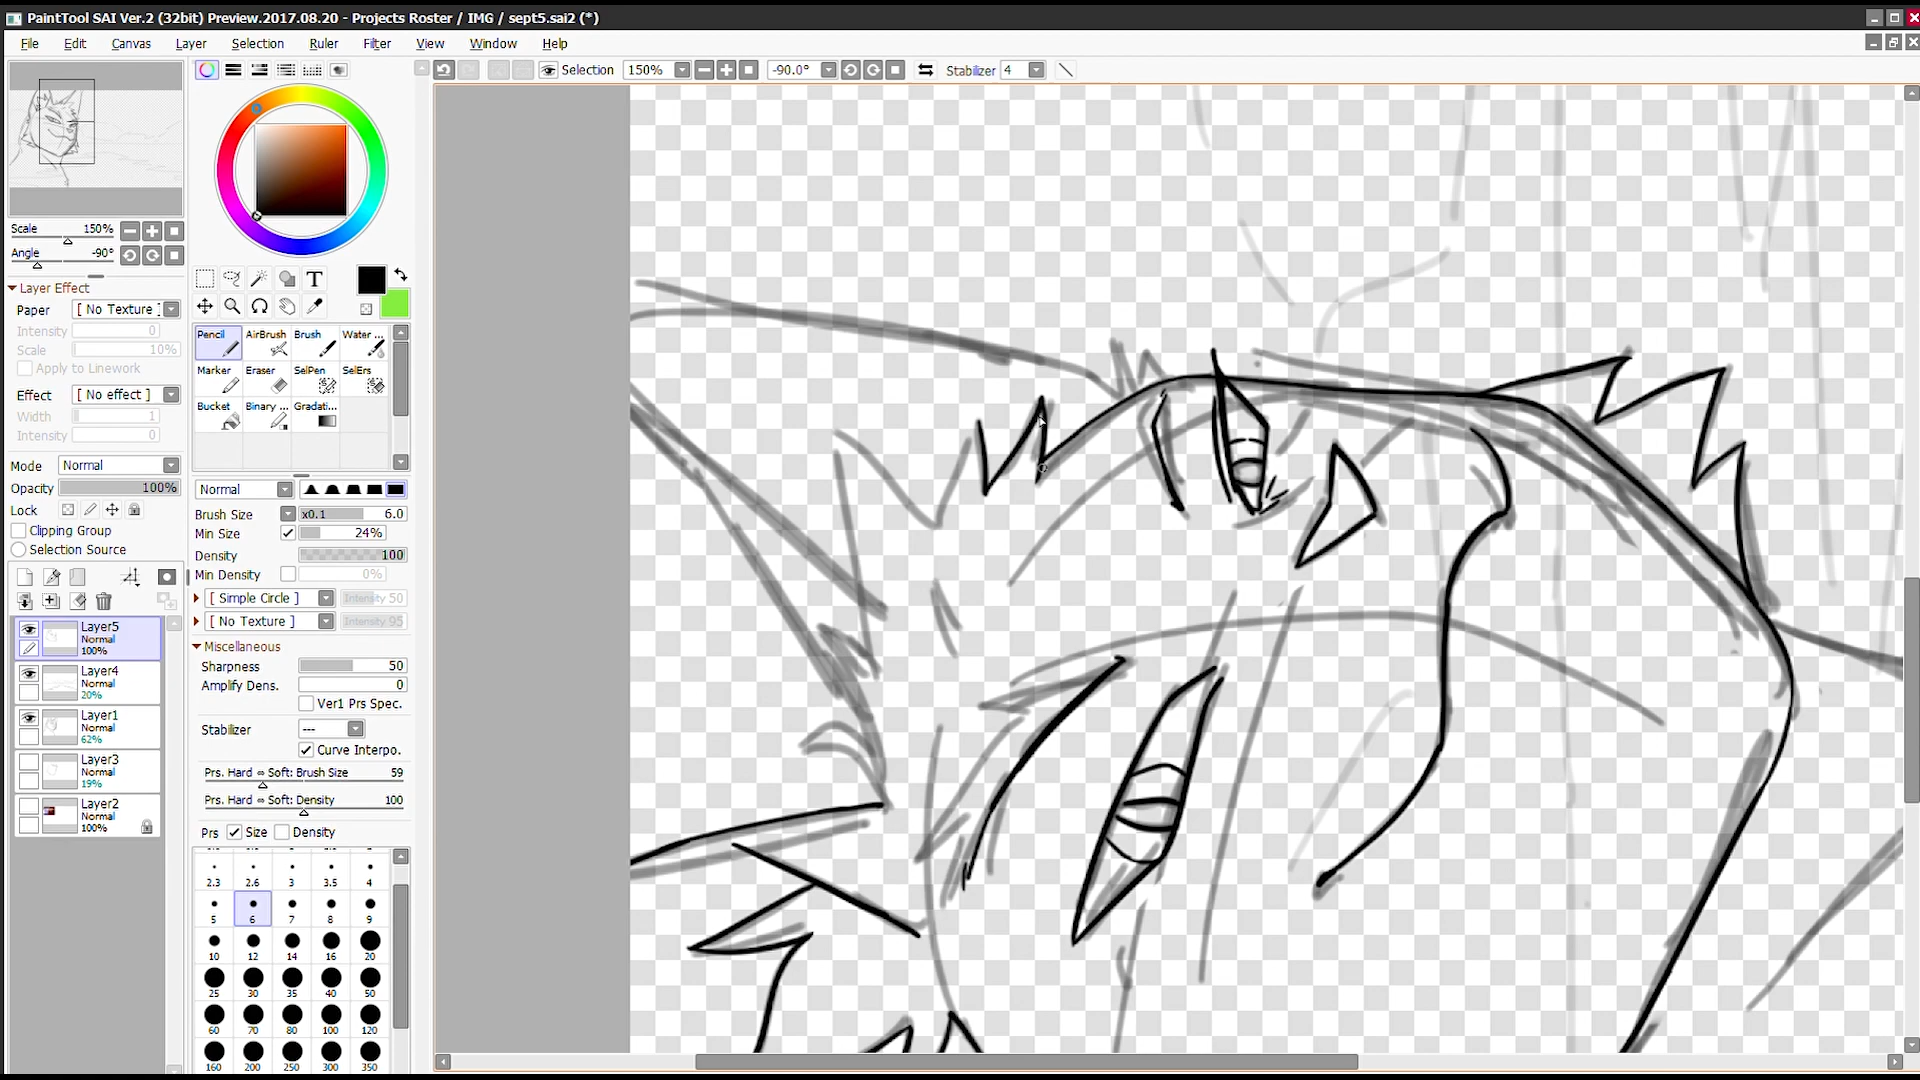 PaintTool SAI Ver.2 (32bit) Preview.2017.08.20 - Projects Roster / IMG / sept5.sai2 (*)
File Edit Canvas Layer Selection Ruler Filter View Window Help
Selection 150% -90.0° Stabilizer 4
Scale 150%
Angle -90°
Layer Effect
Paper [ No Texture ]
Intensity 0
Scale 10%
Apply to Linework
Effect [ No effect ]
Width 1
Intensity 0
Mode Normal
Opacity 100%
Lock
Clipping Group
Selection Source
Layer5
Normal
100%
Layer4
Normal
20%
Layer1
Normal
62%
Layer3
Normal
19%
Layer2
Normal
100%
T
Pencil AirBrush Brush Water ...
Marker Eraser SelPen SelErs
Bucket Binary ... Gradati...
Normal
Brush Size x0.1 6.0
Min Size 24%
Density 100
Min Density 0%
[ Simple Circle ] Intensity 50
[ No Texture ] Intensity 95
Miscellaneous
Sharpness 50
Amplify Dens. 0
Ver1 Prs Spec.
Stabilizer ---
Curve Interpo.
Prs. Hard ⇔ Soft: Brush Size 59
Prs. Hard ⇔ Soft: Density 100
Prs Size Density
2.3 2.6 3 3.5 4
5 6 7 8 9
10 12 14 16 20
25 30 35 40 50
60 70 80 100 120
160 200 250 300 350